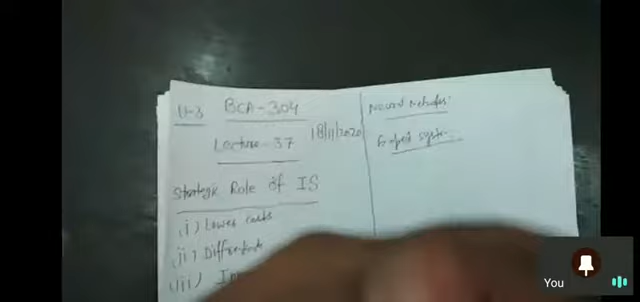 U-3 BCA-304
Lecture-37 18/11/2020
Strategic Role of IS
(i) Lower costs
(ii) Differentiate
(iii)
Neural Networks:
Expert System:
You